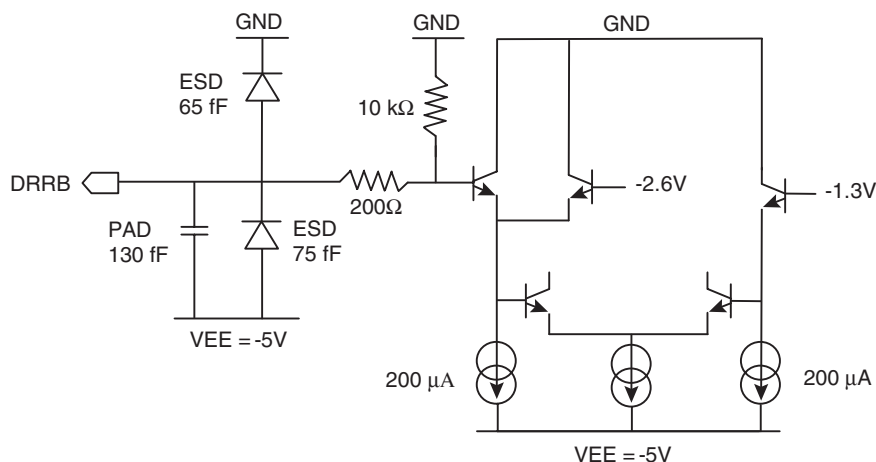 GND
GND
GND
ESD
65 fF
10 kΩ
DRRB
200Ω
-2.6V
-1.3V
PAD
130 fF
ESD
75 fF
VEE = -5V
200 μA
200 μA
VEE = -5V